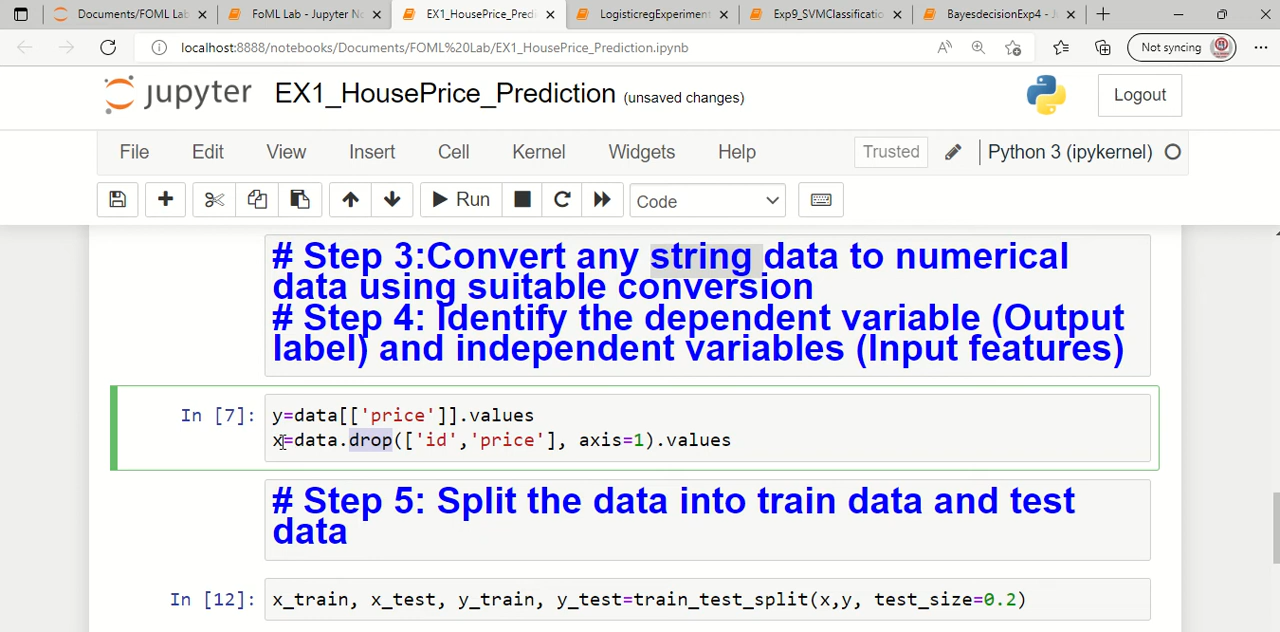 Documents/FOML Lab
FoML Lab - Jupyter No
EX1_HousePrice_Predi
LogisticregExperiment
Exp9_SVMClassificatio
BayesdecisionExp4 - J
localhost:8888/notebooks/Documents/FOML%20Lab/EX1_HousePrice_Prediction.ipynb
Not syncing
jupyter EX1_HousePrice_Prediction (unsaved changes)
Logout
File Edit View Insert Cell Kernel Widgets Help
Trusted
Python 3 (ipykernel)
Run
Code
# Step 3:Convert any string data to numerical
data using suitable conversion
# Step 4: Identify the dependent variable (Output
label) and independent variables (Input features)
In [7]: y=data[['price']].values
x=data.drop(['id','price'], axis=1).values
# Step 5: Split the data into train data and test
data
In [12]: x_train, x_test, y_train, y_test=train_test_split(x,y, test_size=0.2)